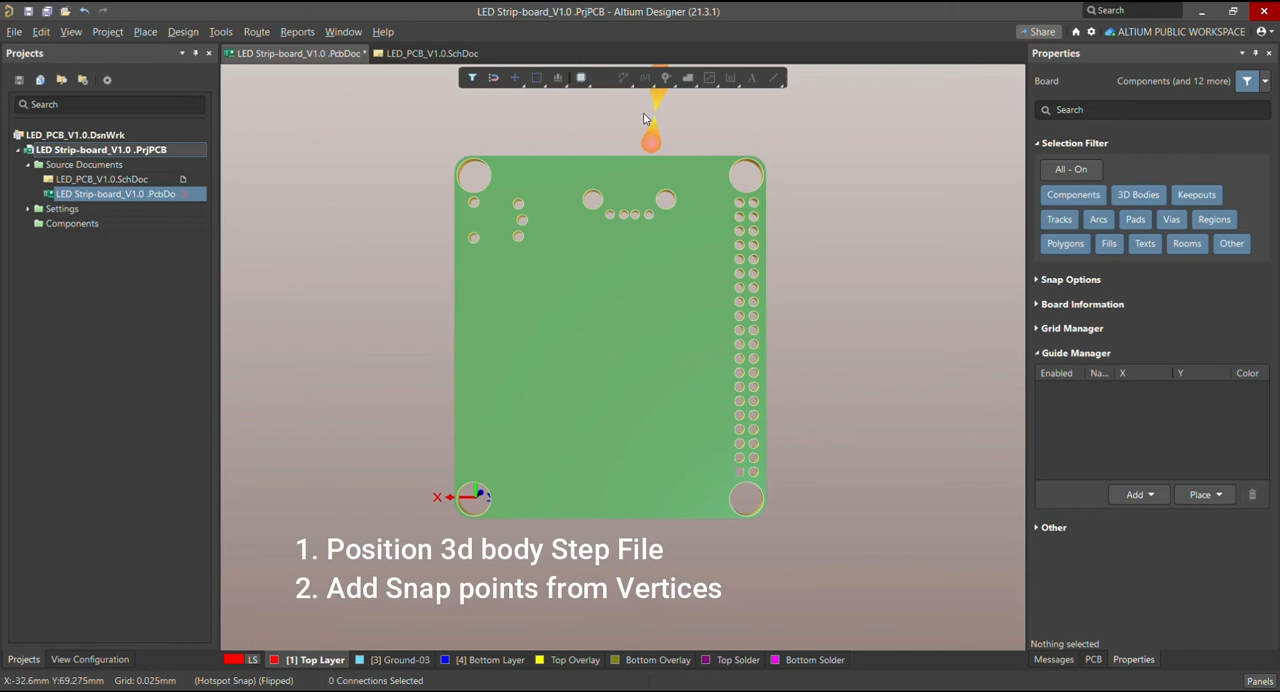 LED Strip-board_V1.0 .PrjPCB - Altium Designer (21.3.1)
Search
File Edit View Project Place Design Tools Route Reports Window Help
Share
ALTIUM PUBLIC WORKSPACE
Projects
LED Strip-board_V1.0 .PcbDoc *
LED_PCB_V1.0.SchDoc
Properties
Board
Components (and 12 more)
Search
Search
LED_PCB_V1.0.DsnWrk
LED Strip-board_V1.0 .PrjPCB
Source Documents
LED_PCB_V1.0.SchDoc
LED Strip-board_V1.0 .PcbDo
Settings
Components
Selection Filter
All - On
Components 3D Bodies Keepouts
Tracks Arcs Pads Vias Regions
Polygons Fills Texts Rooms Other
Snap Options
Board Information
Grid Manager
Guide Manager
Enabled Na... X Y Color
Add Place
Other
X
1. Position 3d body Step File
2. Add Snap points from Vertices
Nothing selected
Projects View Configuration
LS [1] Top Layer [3] Ground-03 [4] Bottom Layer Top Overlay Bottom Overlay Top Solder Bottom Solder
Messages PCB Properties
X:-32.6mm Y:69.275mm Grid: 0.025mm (Hotspot Snap) (Flipped) 0 Connections Selected
Panels